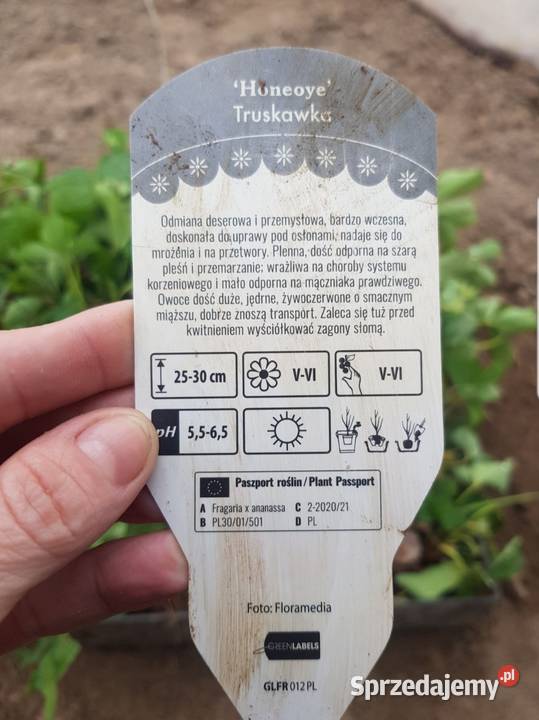 'Honeoye'
Truskawka
Odmiana deserowa i przemysłowa, bardzo wczesna,
doskonała do uprawy pod osłonami, nadaje się do
mrożenia i na przetwory. Plenna, dość odporna na szarą
pleśń i przemarzanie; wrażliwa na choroby systemu
korzeniowego i mało odporna na mączniaka prawdziwego.
Owoce dość duże, jędrne, żywoczerwone o smacznym
miąższu, dobrze znoszą transport. Zaleca się tuż przed
kwitnieniem wyściółkować zagony słomą.
25-30 cm V-VI V-VI
pH 5,5-6,5
Paszport roślin/Plant Passport
A Fragaria x ananassa C 2-2020/21
B PL30/01/501 D PL
Foto: Floramedia
GREENLABELS
GLFR 012 PL
Sprzedajemy.pl